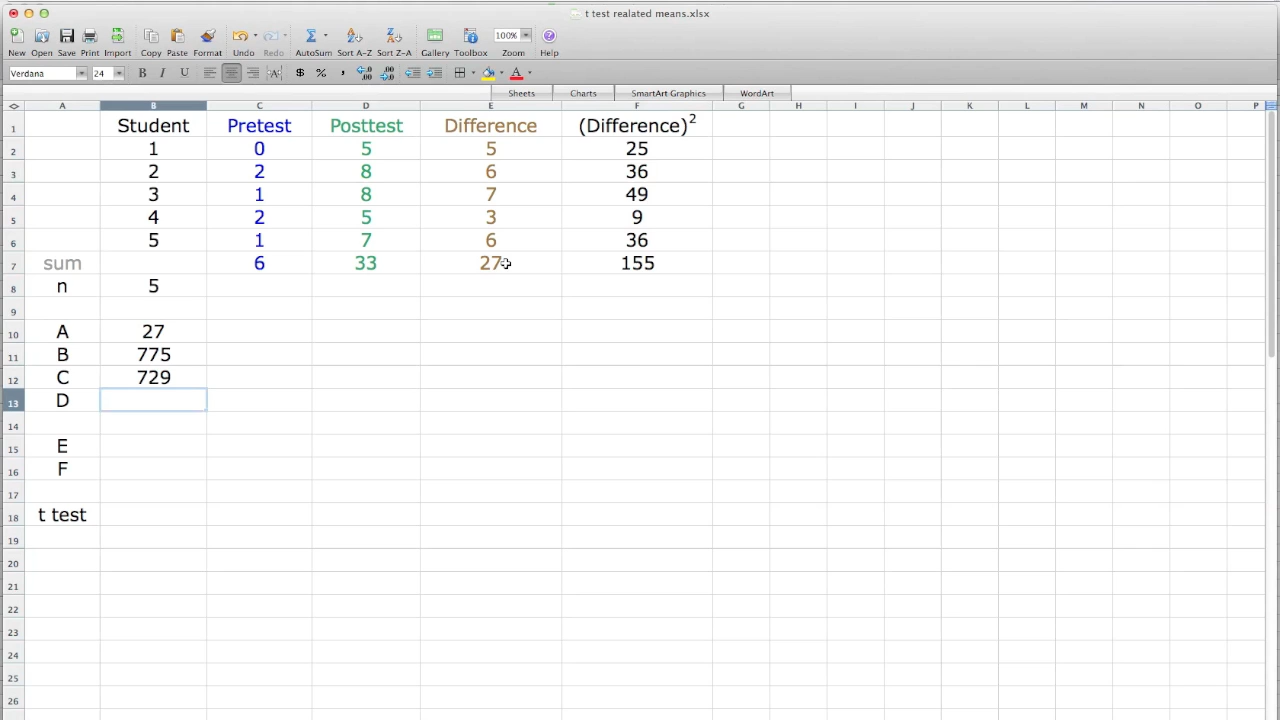 t test realated means.xlsx
New Open Save Print Import Copy Paste Format Undo Redo AutoSum Sort A-Z Sort Z-A Gallery Toolbox 100% Zoom Help
Verdana 24 B I U $ % ,
Sheets Charts SmartArt Graphics WordArt
A B C D E F G H I J K L M N O P
1 Student Pretest Posttest Difference (Difference)²
2 1 0 5 5 25
3 2 2 8 6 36
4 3 1 8 7 49
5 4 2 5 3 9
6 5 1 7 6 36
7 sum 6 33 27 155
8 n 5
9
10 A 27
11 B 775
12 C 729
13 D
14
15 E
16 F
17
18 t test
19
20
21
22
23
24
25
26